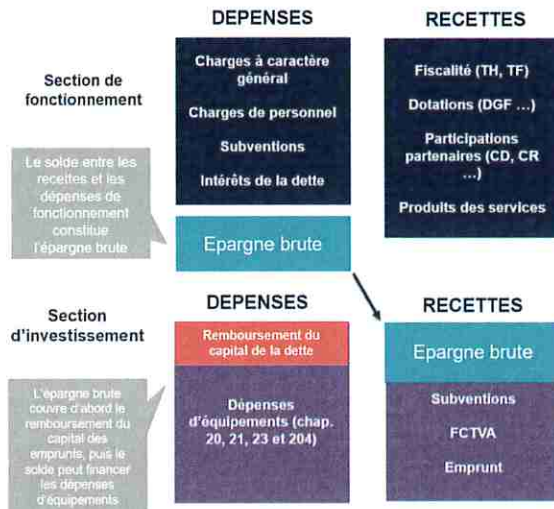 DEPENSES
RECETTES
Section de
fonctionnement
Charges à caractère
général
Charges de personnel
Subventions
Intérêts de la dette
Fiscalité (TH, TF)
Dotations (DGF ...)
Participations
partenaires (CD, CR
...)
Produits des services
Le solde entre les
recettes et les
dépenses de
fonctionnement
constitue
l'épargne brute
Epargne brute
Section
d'investissement
DEPENSES
RECETTES
Remboursement du
capital de la dette
Epargne brute
L'épargne brute
couvre d'abord le
remboursement du
capital des
emprunts, puis le
solde peut financer
les dépenses
d'équipements
Dépenses
d'équipements (chap.
20, 21, 23 et 204)
Subventions
FCTVA
Emprunt